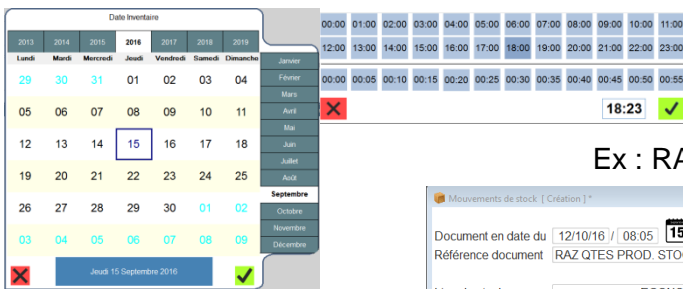 Date Inventaire
2013 2014 2015 2016 2017 2018 2019
Lundi Mardi Mercredi Jeudi Vendredi Samedi Dimanche
29 30 31 01 02 03 04
05 06 07 08 09 10 11
12 13 14 15 16 17 18
19 20 21 22 23 24 25
26 27 28 29 30 01 02
03 04 05 06 07 08 09
Janvier
Février
Mars
Avril
Mai
Juin
Juillet
Août
Septembre
Octobre
Novembre
Décembre
Jeudi 15 Septembre 2016
00:00 01:00 02:00 03:00 04:00 05:00 06:00 07:00 08:00 09:00 10:00 11:00
12:00 13:00 14:00 15:00 16:00 17:00 18:00 19:00 20:00 21:00 22:00 23:00
00:00 00:05 00:10 00:15 00:20 00:25 00:30 00:35 00:40 00:45 00:50 00:55
18:23
Ex : RA
Mouvements de stock [ Création ] *
Document en date du 12/10/16 / 08:05 15
Référence document RAZ QTES PROD. STO